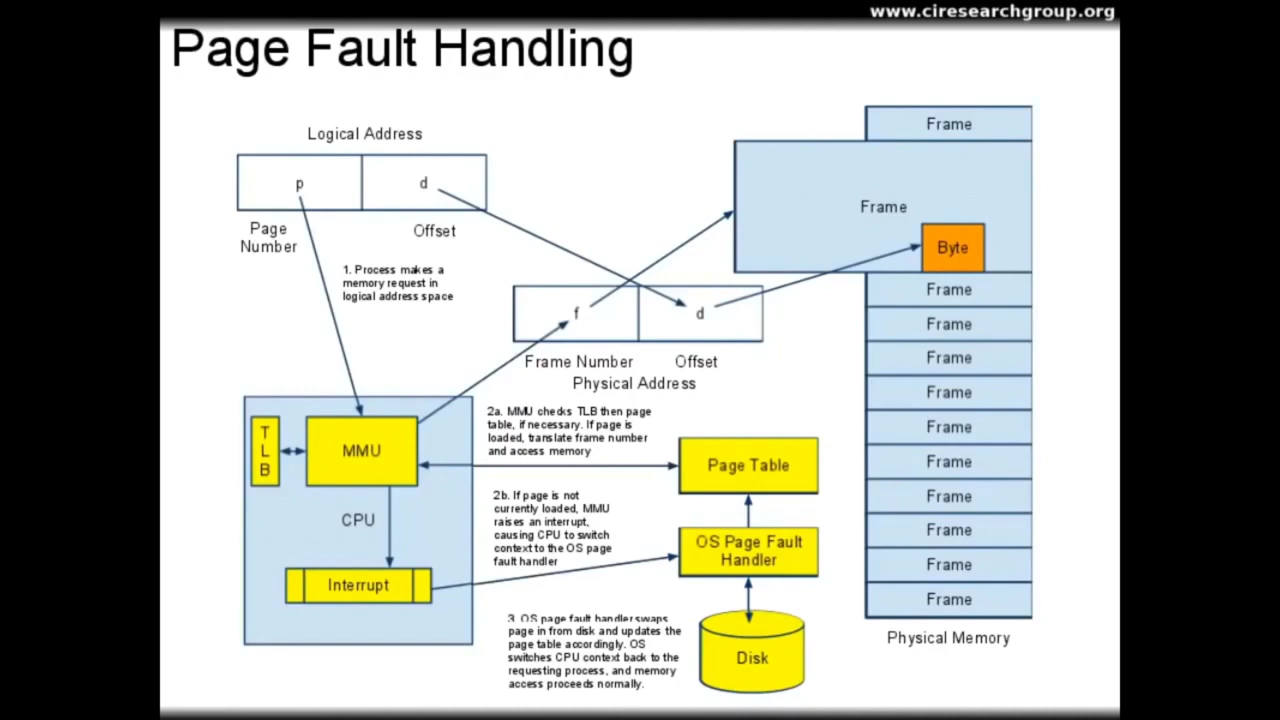 www.ciresearchgroup.org
Page Fault Handling
Logical Address
p
d
Page
Number
Offset
1. Process makes a
memory request in
logical address space
f
d
Frame Number
Offset
Physical Address
Frame
Frame
Byte
Frame
Frame
Frame
Frame
Frame
Frame
Frame
Frame
Frame
Frame
Physical Memory
T
L
B
MMU
CPU
Interrupt
2a. MMU checks TLB then page
table, if necessary. If page is
loaded, translate frame number
and access memory
Page Table
2b. If page is not
currently loaded, MMU
raises an interrupt,
causing CPU to switch
context to the OS page
fault handler
OS Page Fault
Handler
3. OS page fault handler swaps
page in from disk and updates the
page table accordingly. OS
switches CPU context back to the
requesting process, and memory
access proceeds normally.
Disk